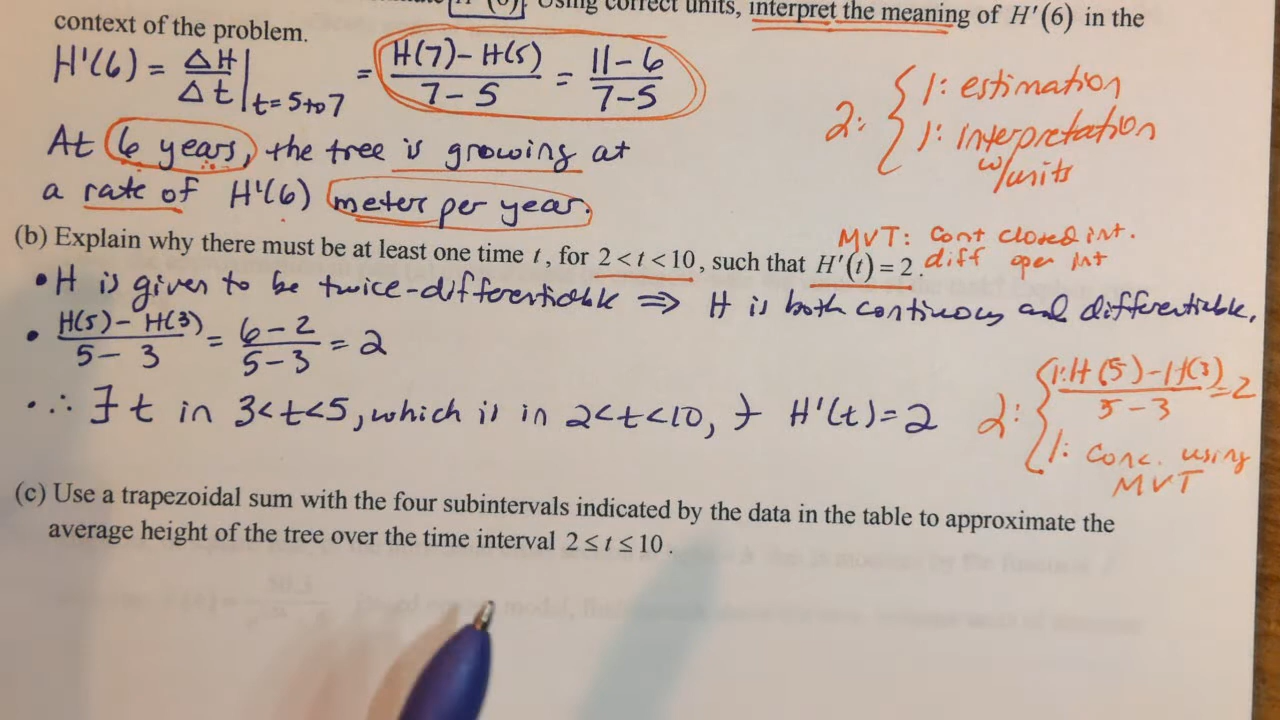 H'(6). Using correct units, interpret the meaning of H'(6) in the
context of the problem.
H'(6) = ΔH/Δt |t=5to7 = H(7)-H(5)/7-5 = 11-6/7-5
2: { 1: estimation
1: interpretation
w/units
At 6 years, the tree is growing at
a rate of H'(6) meter per year.
MVT: Cont closed int.
diff open int
(b) Explain why there must be at least one time t, for 2 < t < 10, such that H'(t) = 2.
• H is given to be twice-differentiable ⇒ H is both continuous and differentiable.
• H(5)-H(3)/5-3 = 6-2/5-3 = 2
• ∴ ∃ t in 3<t<5, which is in 2<t<10, ∋ H'(t)=2
2: { 1: H(5)-H(3)/5-3 = 2
1: Conc. using
MVT
(c) Use a trapezoidal sum with the four subintervals indicated by the data in the table to approximate the
average height of the tree over the time interval 2 ≤ t ≤ 10.